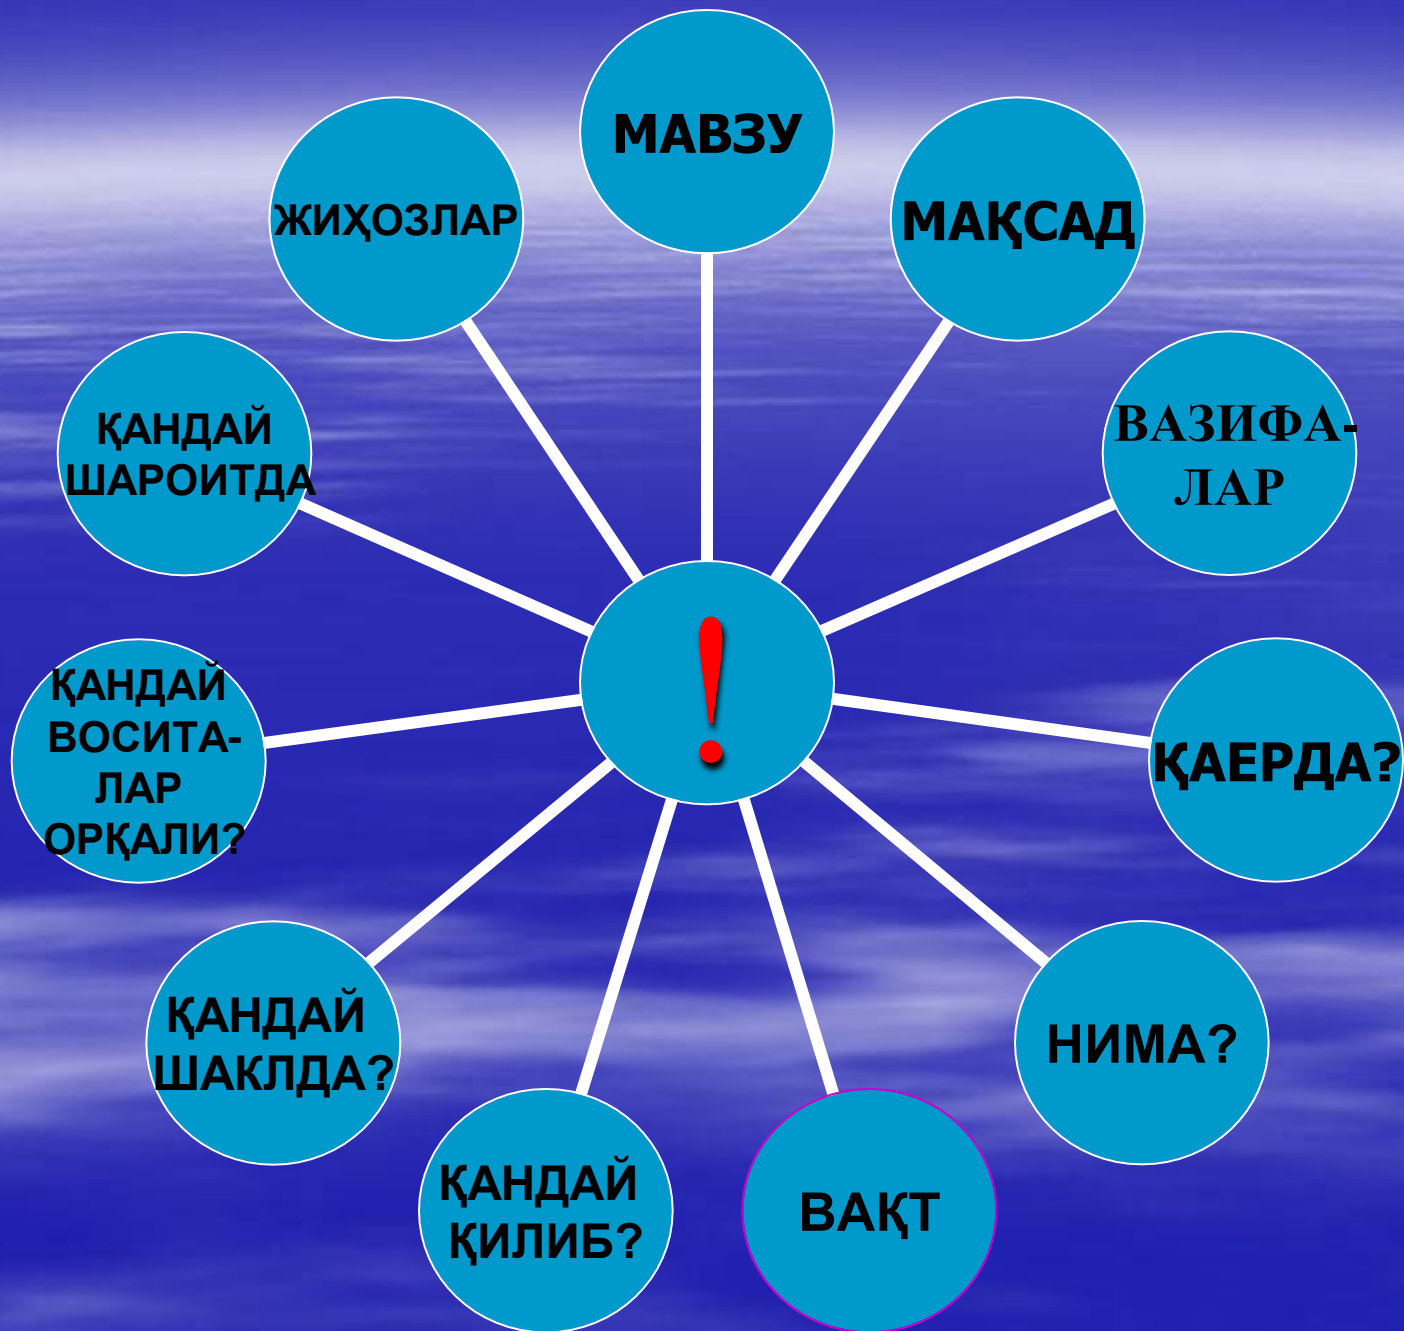 МАВЗУ
МАҚСАД
ВАЗИФА-
ЛАР
ҚАЕРДА?
НИМА?
ВАҚТ
ҚАНДАЙ
ҚИЛИБ?
ҚАНДАЙ
ШАКЛДА?
ҚАНДАЙ
ВОСИТА-
ЛАР
ОРҚАЛИ?
ҚАНДАЙ
ШАРОИТДА
ЖИҲОЗЛАР
!